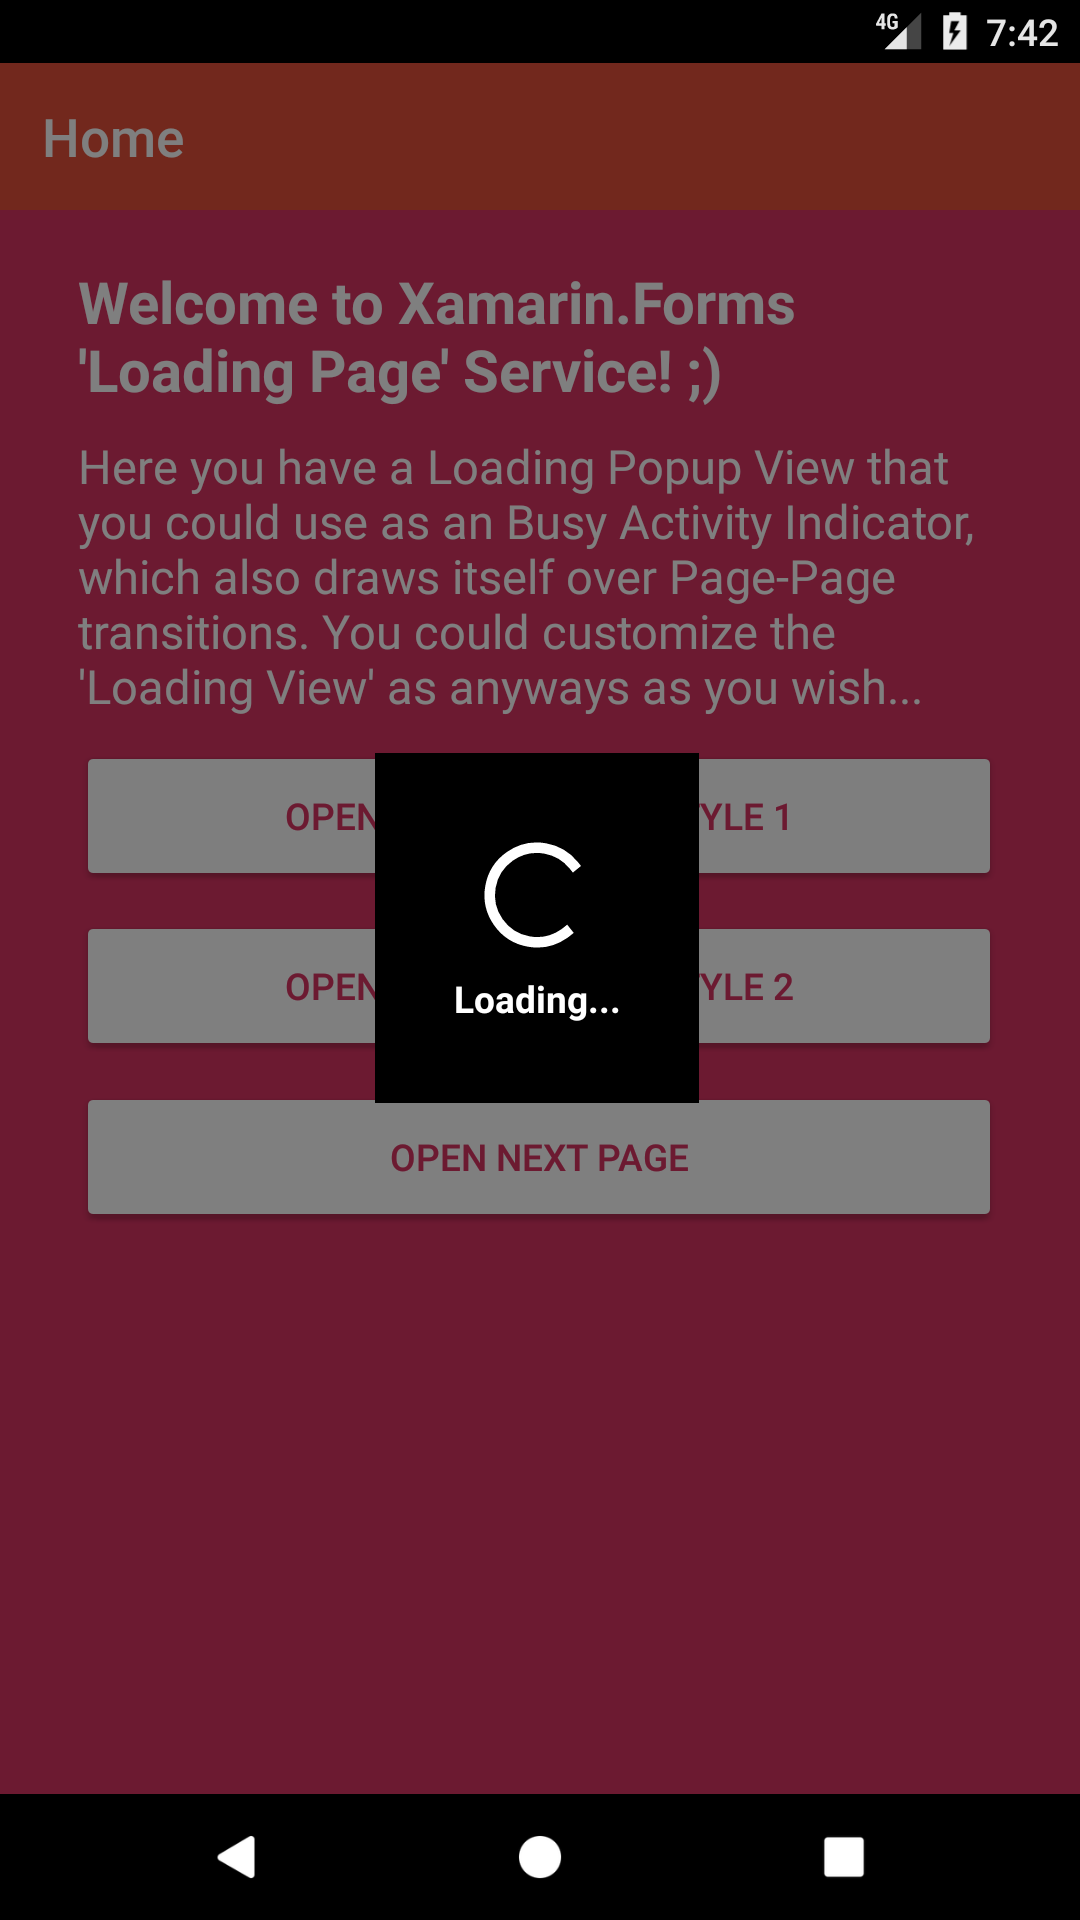 4G 7:42
Home
Welcome to Xamarin.Forms
'Loading Page' Service! ;)
Here you have a Loading Popup View that
you could use as an Busy Activity Indicator,
which also draws itself over Page-Page
transitions. You could customize the
'Loading View' as anyways as you wish...
OPEN YLE 1
Loading...
OPEN YLE 2
OPEN NEXT PAGE